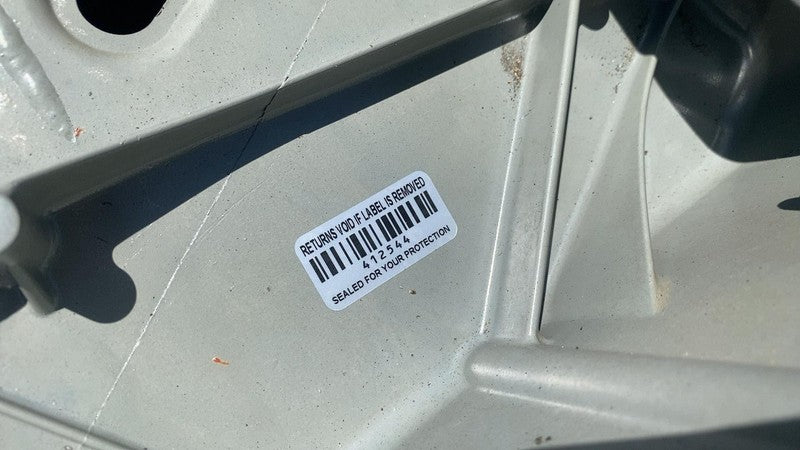 RETURNS VOID IF LABEL IS REMOVED
412544
SEALED FOR YOUR PROTECTION